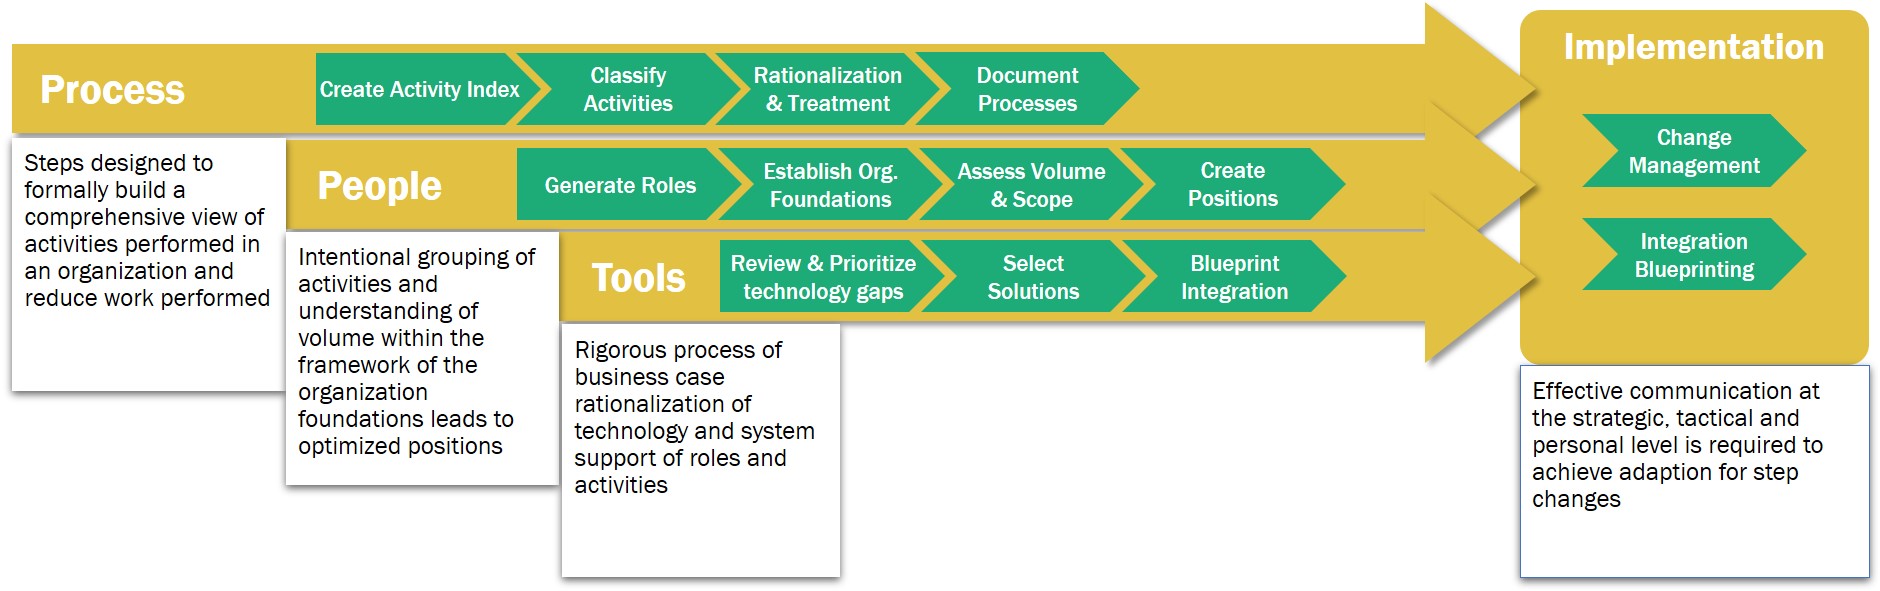 Process
Create Activity Index
Classify
Activities
Rationalization
& Treatment
Document
Processes
Steps designed to
formally build a
comprehensive view of
activities performed in
an organization and
reduce work performed
People
Generate Roles
Establish Org.
Foundations
Assess Volume
& Scope
Create
Positions
Intentional grouping of
activities and
understanding of
volume within the
framework of the
organization
foundations leads to
optimized positions
Tools
Review & Prioritize
technology gaps
Select
Solutions
Blueprint
Integration
Rigorous process of
business case
rationalization of
technology and system
support of roles and
activities
Implementation
Change
Management
Integration
Blueprinting
Effective communication at
the strategic, tactical and
personal level is required to
achieve adaption for step
changes